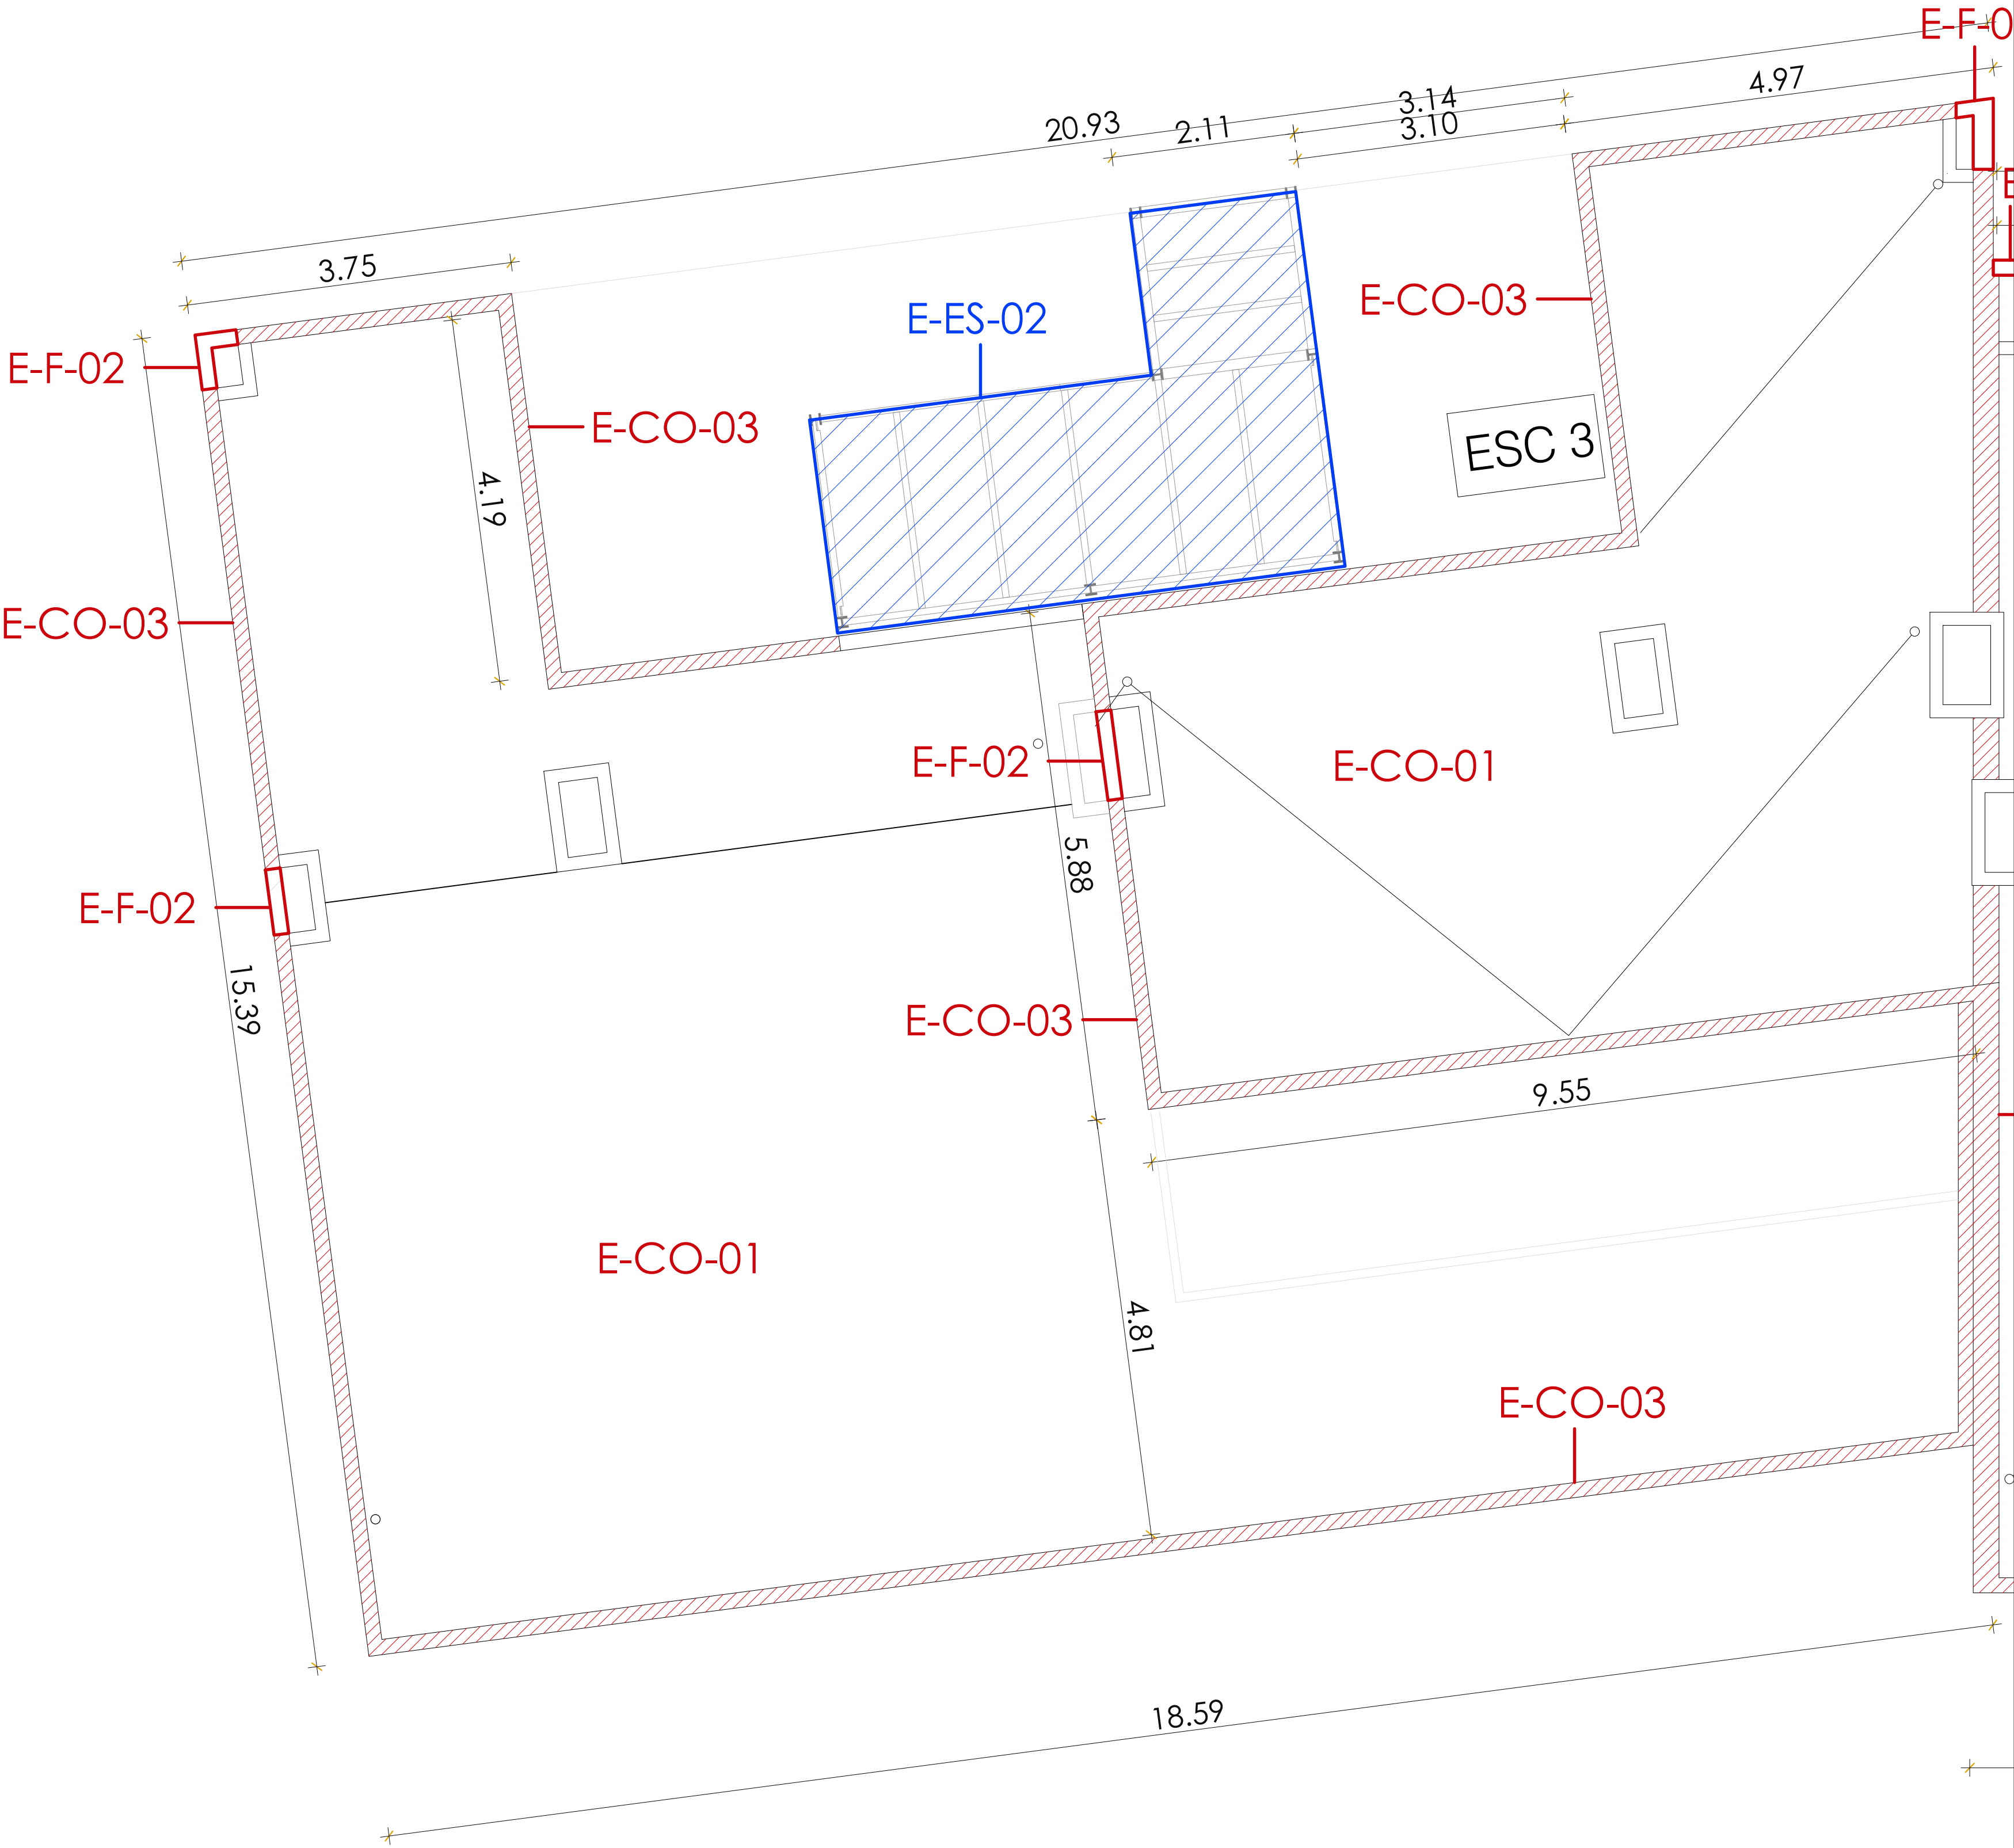 E-F-0
4.97
3.14
20.93
2.11
3.10
E
3.75
E-ES-02
E-CO-03
E-F-02
E-CO-03
ESC 3
4.19
E-CO-03
E-F-02
E-CO-01
5.88
E-F-02
15.39
E-CO-03
9.55
E-CO-01
4.81
E-CO-03
18.59